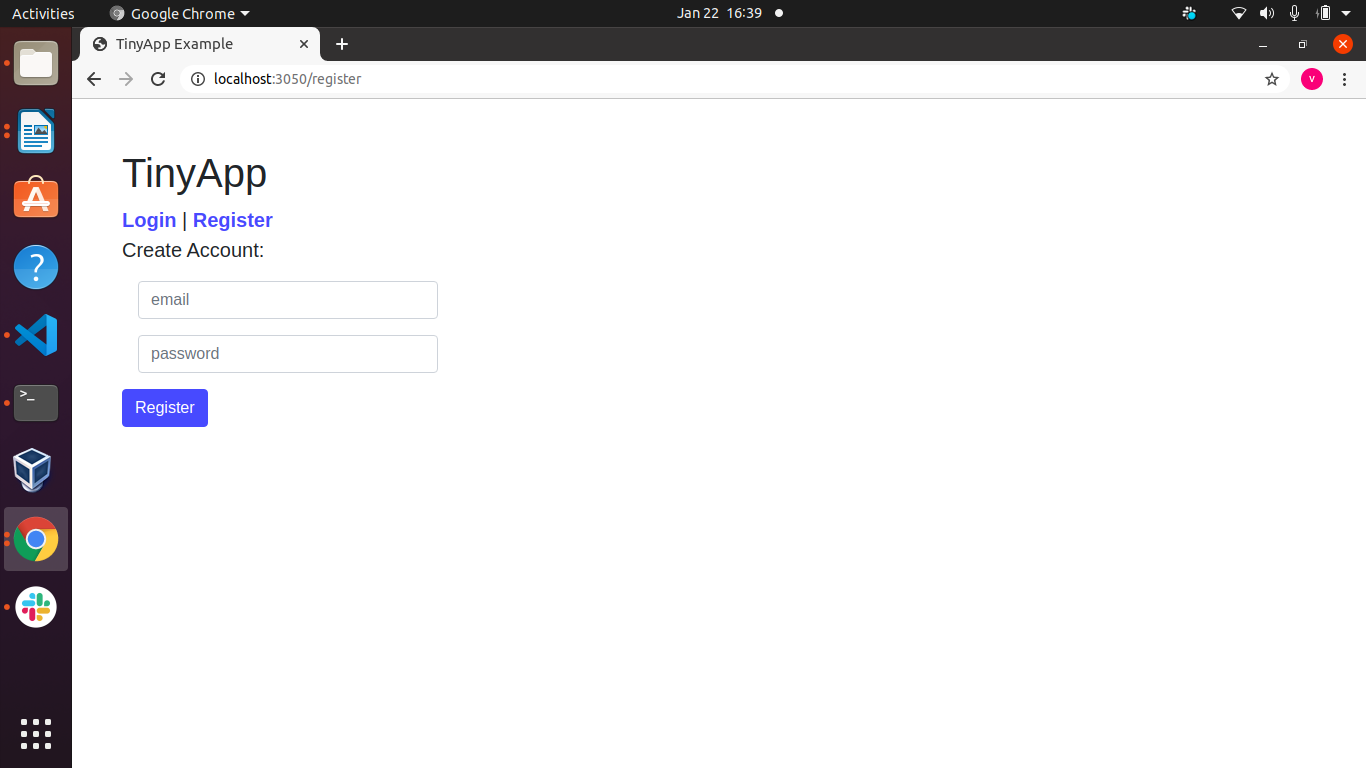 Activities Google Chrome Jan 22 16:39
TinyApp Example
localhost:3050/register V
TinyApp
Login | Register
Create Account:
email
password
Register
>_